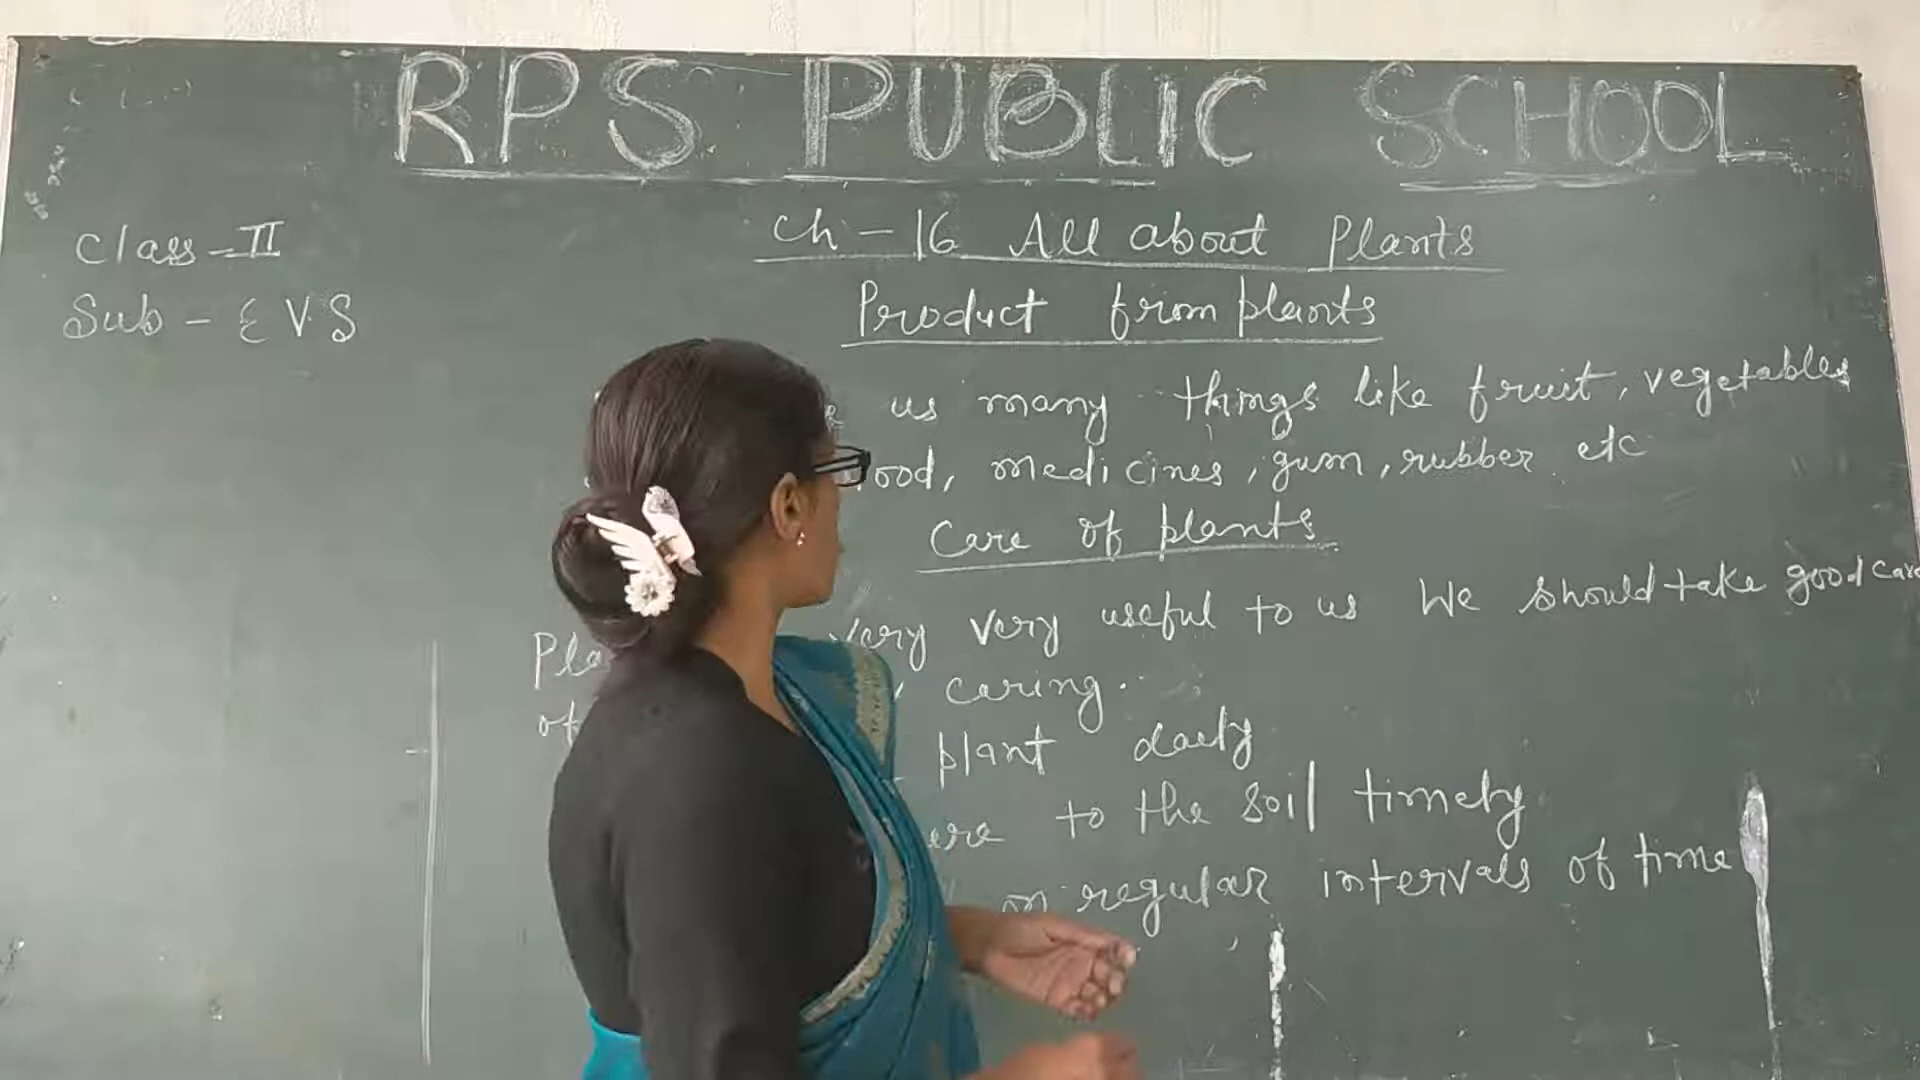 RPS PUBLIC SCHOOL
Class - II
Sub - EVS
Ch - 16 All about Plants
Product from plants
us many things like fruit, vegetables
medicines, gum, rubber etc
Care of plants
very very useful to us We should take good care
of caring.
plant daily
to the soil timely
on regular intervals of time